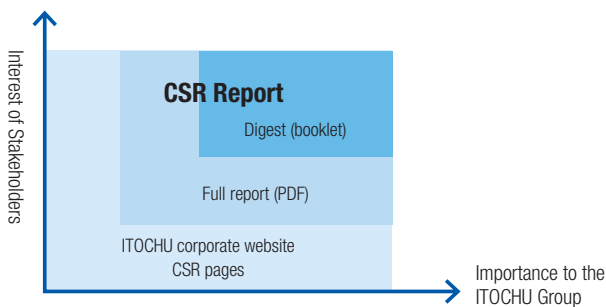 Interest of Stakeholders
CSR Report
Digest (booklet)
Full report (PDF)
ITOCHU corporate website
CSR pages
Importance to the
ITOCHU Group